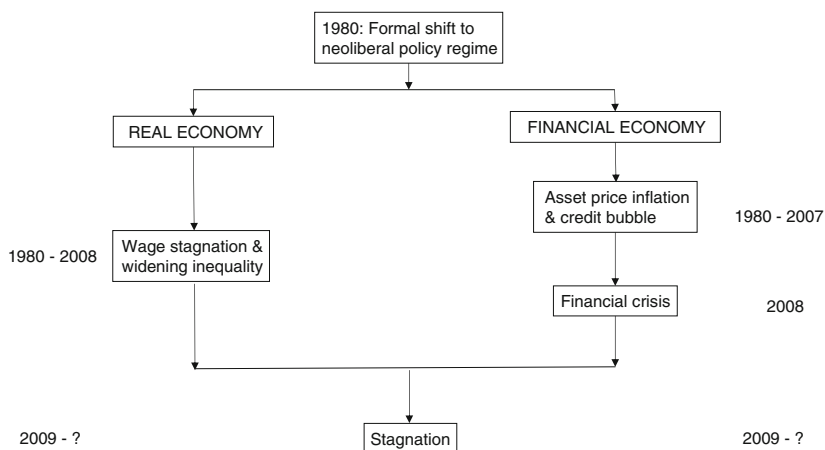 1980: Formal shift to
neoliberal policy regime
REAL ECONOMY
FINANCIAL ECONOMY
Asset price inflation
& credit bubble
1980 - 2007
Wage stagnation &
widening inequality
1980 - 2008
Financial crisis
2008
2009 - ?
Stagnation
2009 - ?